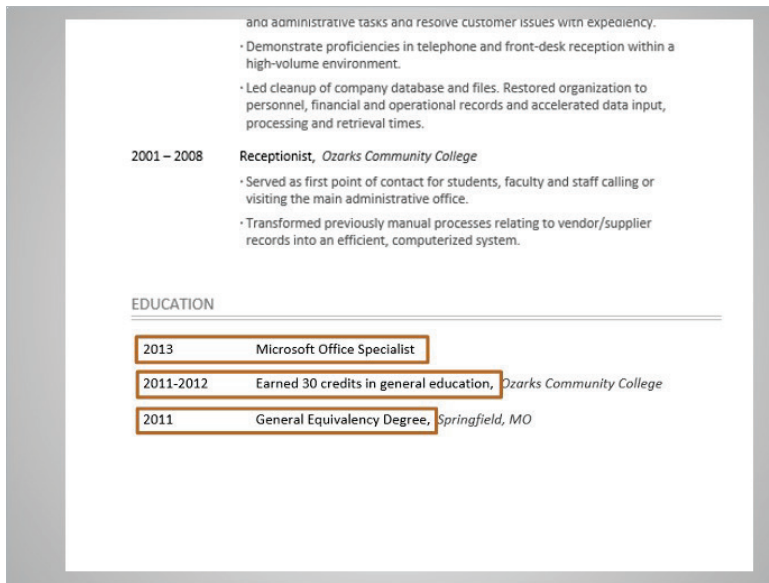 and administrative tasks and resolve customer issues with expediency.
· Demonstrate proficiencies in telephone and front-desk reception within a
high-volume environment.
· Led cleanup of company database and files. Restored organization to
personnel, financial and operational records and accelerated data input,
processing and retrieval times.
2001 – 2008 Receptionist, Ozarks Community College
· Served as first point of contact for students, faculty and staff calling or
visiting the main administrative office.
· Transformed previously manual processes relating to vendor/supplier
records into an efficient, computerized system.
EDUCATION
2013 Microsoft Office Specialist
2011-2012 Earned 30 credits in general education, Ozarks Community College
2011 General Equivalency Degree, Springfield, MO